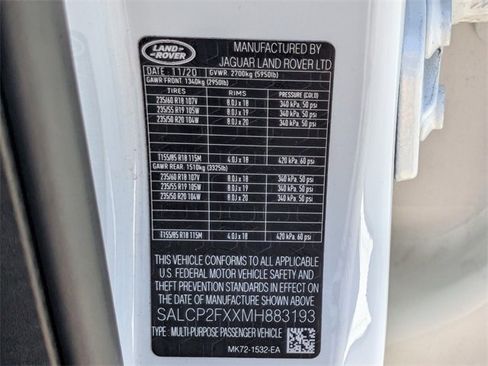 LAND ROVER
MANUFACTURED BY
JAGUAR LAND ROVER LTD
DATE 11/20 GVWR. 2700kg (5950lb)
GAWR FRONT. 1340kg (2950lb)
TIRES RIMS PRESSURE (COLD)
235/60 R18 107V 8.0J x 18 340 kPa, 50 psi
235/55 R19 105W 8.0J x 19 340 kPa, 50 psi
235/50 R20 104W 8.0J x 20 340 kPa, 50 psi
T155/85 R18 115M 4.0J x 18 420 kPa, 60 psi
GAWR REAR. 1510kg (3325lb)
235/60 R18 107V 8.0J x 18 340 kPa, 50 psi
235/55 R19 105W 8.0J x 19 340 kPa, 50 psi
235/50 R20 104W 8.0J x 20 340 kPa, 50 psi
T155/85 R18 115M 4.0J x 18 420 kPa, 60 psi
THIS VEHICLE CONFORMS TO ALL APPLICABLE
U.S. FEDERAL MOTOR VEHICLE SAFETY AND
THEFT PREVENTION STANDARDS IN EFFECT ON
THE DATE OF MANUFACTURE SHOWN ABOVE
SALCP2FXXMH883193
TYPE : MULTI-PURPOSE PASSENGER VEHICLE
MK72-1532-EA